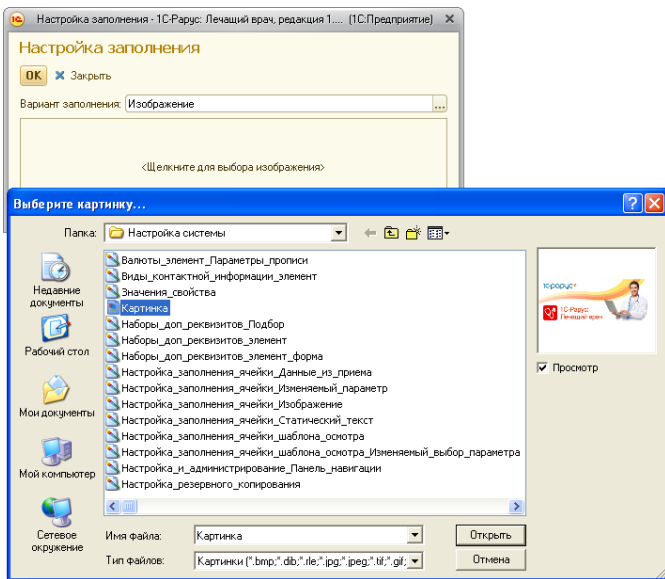 Настройка заполнения - 1С-Рарус: Лечащий врач, редакция 1.... (1С:Предприятие)
Настройка заполнения
ОК Закрыть
Вариант заполнения: Изображение ...
<Щелкните для выбора изображения>
Выберите картинку...
Папка: Настройка системы
Недавние документы
Рабочий стол
Мои документы
Мой компьютер
Сетевое окружение
Валюты_элемент_Параметры_прописи
Виды_контактной_информации_элемент
Значения_свойства
Картинка
Наборы_доп_реквизитов_Подбор
Наборы_доп_реквизитов_элемент
Наборы_доп_реквизитов_элемент_форма
Настройка_заполнения_ячейки_Данные_из_приема
Настройка_заполнения_ячейки_Изменяемый_параметр
Настройка_заполнения_ячейки_Изображение
Настройка_заполнения_ячейки_Статический_текст
Настройка_заполнения_ячейки_шаблона_осмотра
Настройка_заполнения_ячейки_шаблона_осмотра_Изменяемый_выбор_параметра
Настройка_и_администрирование_Панель_навигации
Настройка_резервного_копирования
1С-Рарус:
Лечащий врач
Просмотр
Имя файла: Картинка Открыть
Тип файлов: Картинки (*.bmp;*.dib;*.rle;*.jpg;*.jpeg;*.tif;*.gif; Отмена